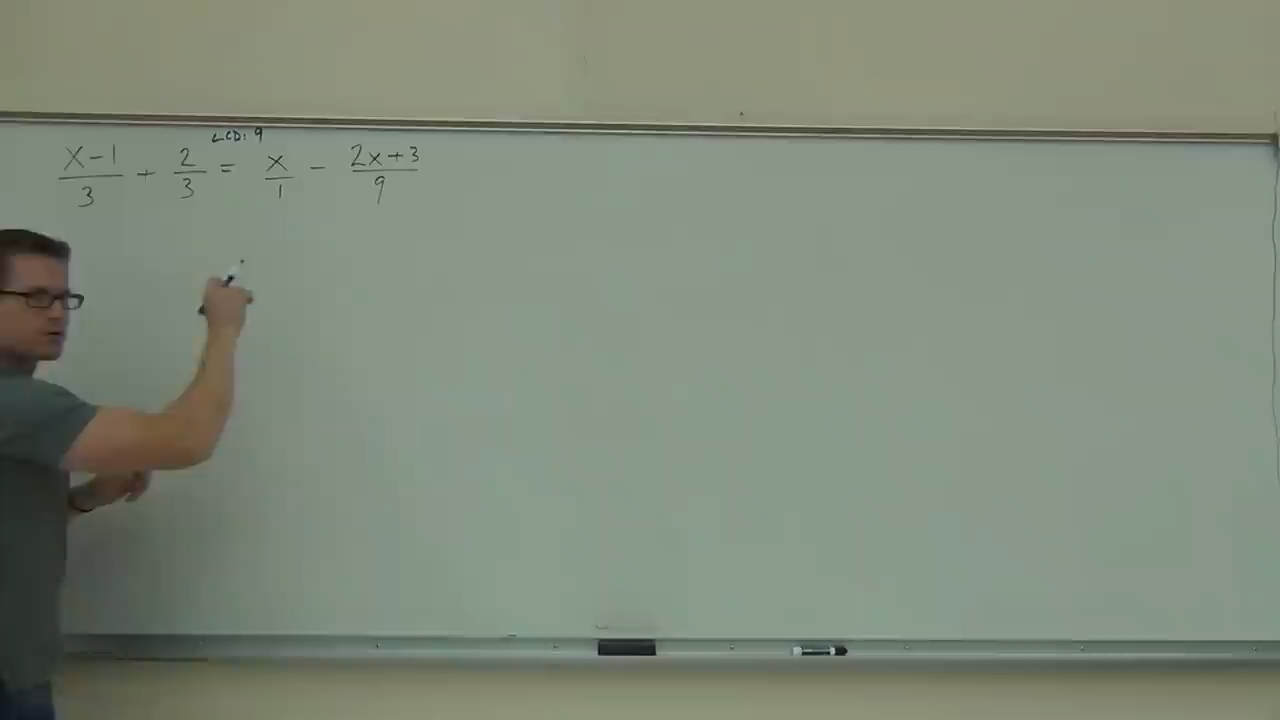 LCD: 9
x-1/3 + 2/3 = x/1 - 2x+3/9